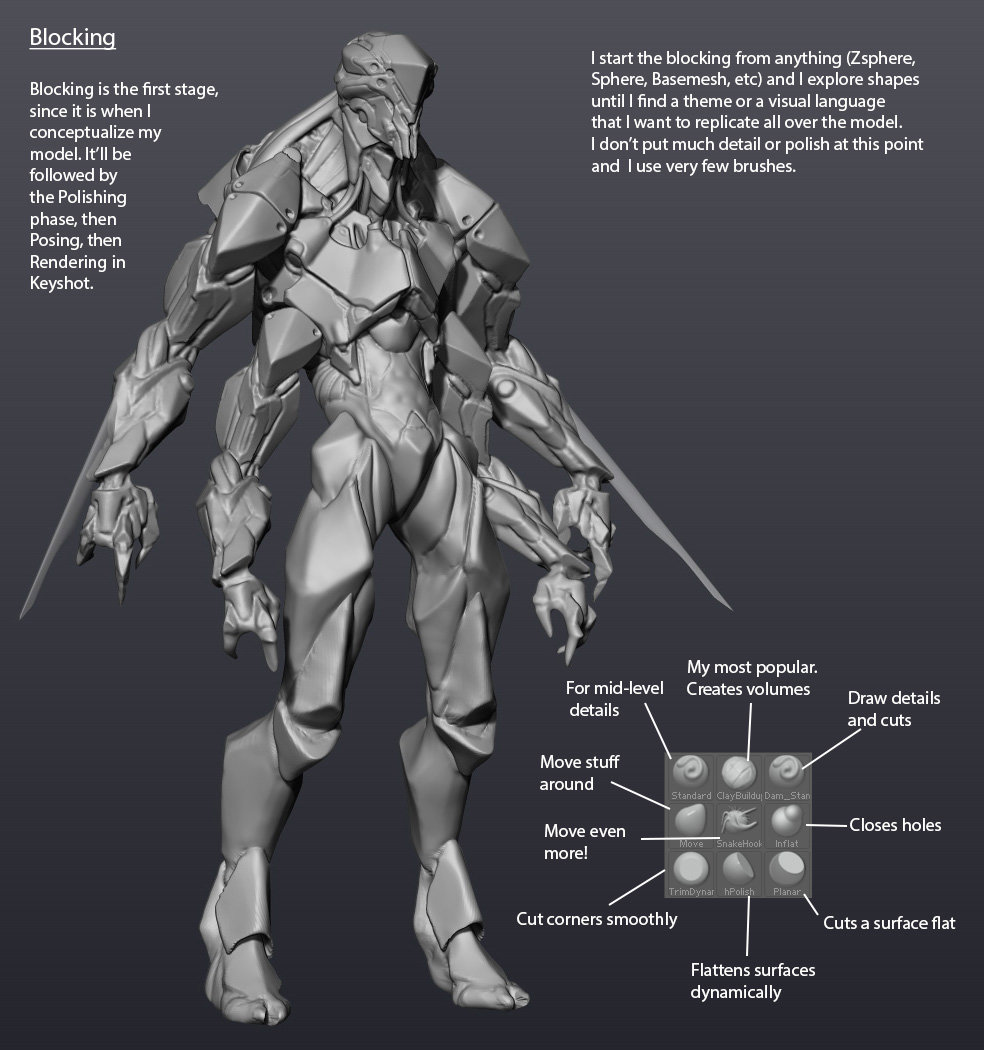 Blocking
Blocking is the first stage,
since it is when I
conceptualize my
model. It'll be
followed by
the Polishing
phase, then
Posing, then
Rendering in
Keyshot.
I start the blocking from anything (Zsphere,
Sphere, Basemesh, etc) and I explore shapes
until I find a theme or a visual language
that I want to replicate all over the model.
I don't put much detail or polish at this point
and I use very few brushes.
For mid-level
details
My most popular.
Creates volumes
Draw details
and cuts
Move stuff
around
Move even
more!
Closes holes
Cut corners smoothly
Cuts a surface flat
Flattens surfaces
dynamically
Standard ClayBuildu Dam_Stan
Move SnakeHook Inflat
TrimDynar hPolish Planar